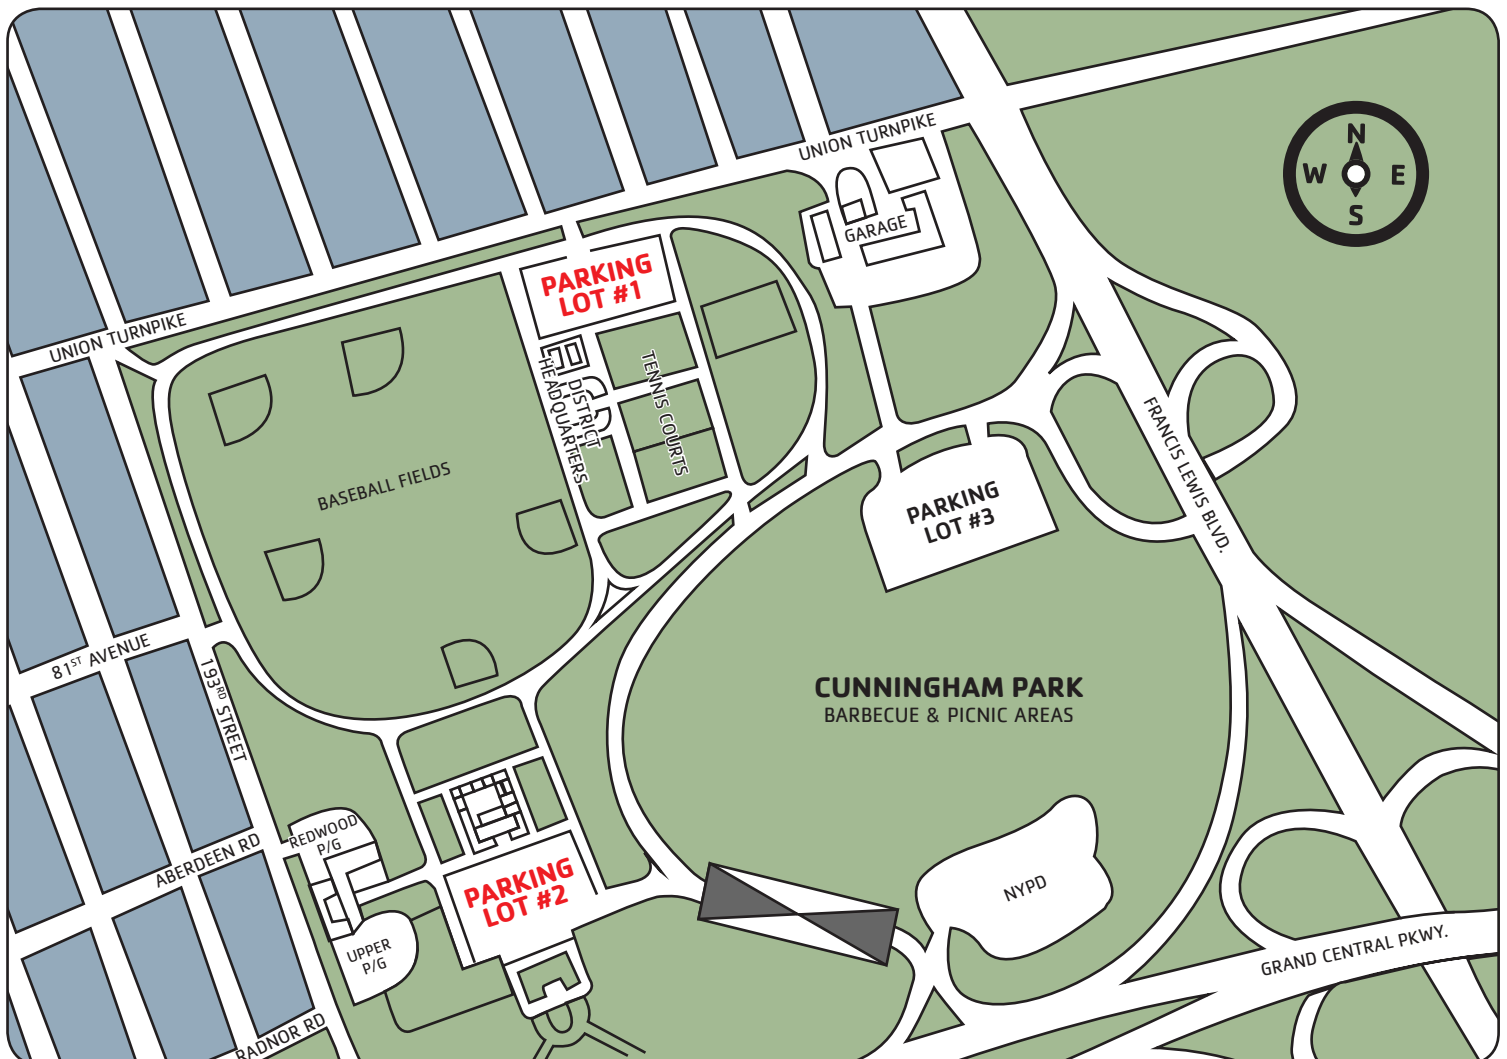 UNION TURNPIKE
N
W E
S
GARAGE
PARKING
LOT #1
UNION TURNPIKE
DISTRICT
HEADQUARTERS
TENNIS COURTS
FRANCIS LEWIS BLVD.
BASEBALL FIELDS
PARKING
LOT #3
81ST AVENUE
193RD STREET
CUNNINGHAM PARK
BARBECUE & PICNIC AREAS
REDWOOD
P/G
ABERDEEN RD
PARKING
LOT #2
NYPD
UPPER
P/G
GRAND CENTRAL PKWY.
RADNOR RD